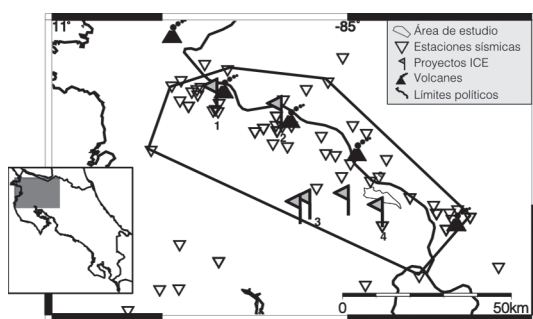 11°
-85°
Área de estudio
Estaciones sísmicas
Proyectos ICE
Volcanes
Límites políticos
1
2
3
4
0
50km